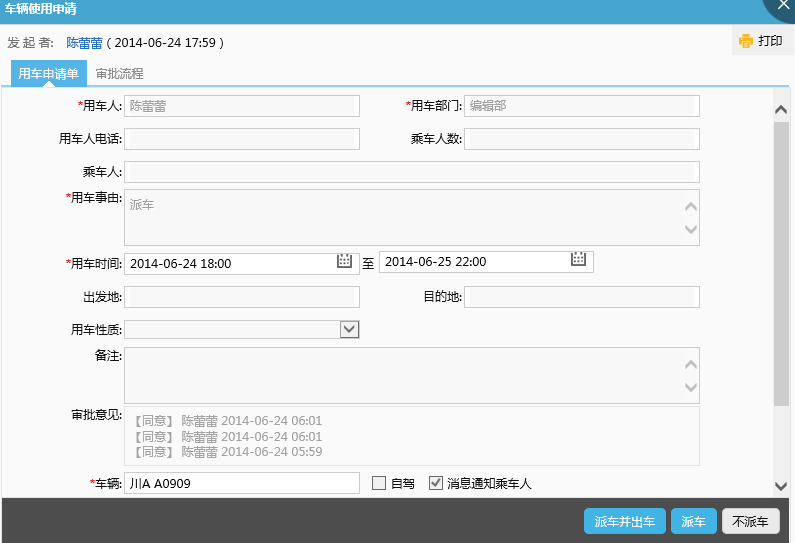 车辆使用申请
发 起 者: 陈蕾蕾 ( 2014-06-24 17:59 ) 打印
用车申请单 审批流程
*用车人: 陈蕾蕾 *用车部门: 编辑部
用车人电话: 乘车人数:
乘车人:
*用车事由: 派车
*用车时间: 2014-06-24 18:00 至 2014-06-25 22:00
出发地: 目的地:
用车性质:
备注:
审批意见: 【同意】 陈蕾蕾 2014-06-24 06:01
【同意】 陈蕾蕾 2014-06-24 06:01
【同意】 陈蕾蕾 2014-06-24 05:59
*车辆: 川A A0909 自驾 消息通知乘车人
派车并出车 派车 不派车